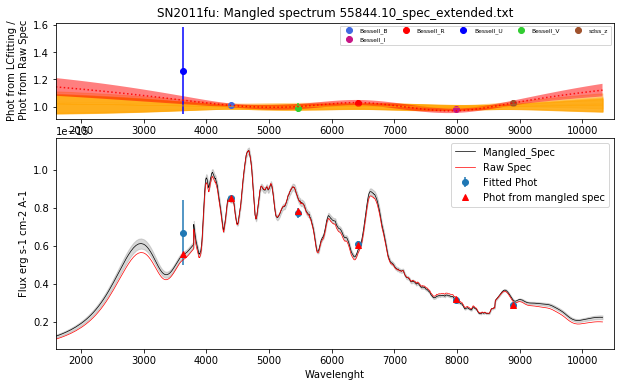 SN2011fu: Mangled spectrum 55844.10_spec_extended.txt
Phot from LCfitting /
Phot from Raw Spec
1.6
1.4
1.2
1.0
Bessell_B
Bessell_R
Bessell_U
Bessell_V
sdss_z
Bessell_I
2000 3000 4000 5000 6000 7000 8000 9000 10000
Flux erg s-1 cm-2 A-1
1.0
0.8
0.6
0.4
0.2
Mangled_Spec
Raw Spec
Fitted Phot
Phot from mangled spec
2000 3000 4000 5000 6000 7000 8000 9000 10000
Wavelenght